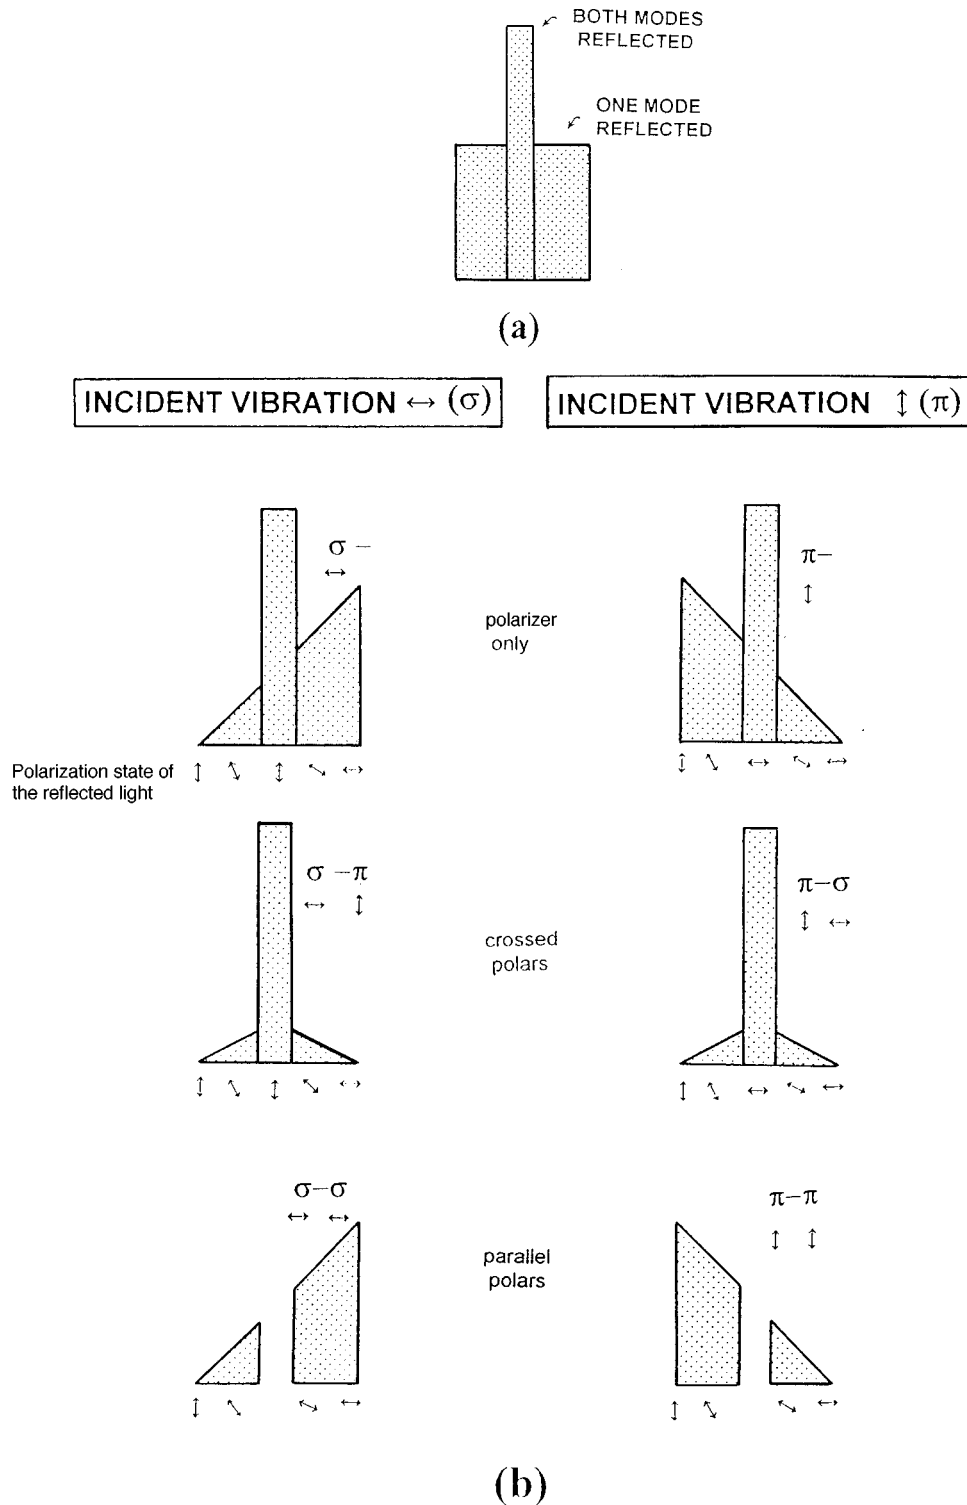 BOTH MODES
REFLECTED
ONE MODE
REFLECTED
(a)
INCIDENT VIBRATION ↔ (σ)
INCIDENT VIBRATION ↕ (π)
σ –
↔
π–
↕
polarizer
only
Polarization state of
the reflected light
↕ ⤡ ↕ ⤡ ↔
↕ ⤡ ↔ ⤡ ↔
σ –π
↔ ↕
π–σ
↕ ↔
crossed
polars
↕ ⤡ ↕ ⤡ ↔
↕ ⤡ ↔ ⤡ ↔
σ–σ
↔ ↔
π–π
↕ ↕
parallel
polars
↕ ⤡ ⤡ ↔
↕ ⤡ ⤡ ↔
(b)